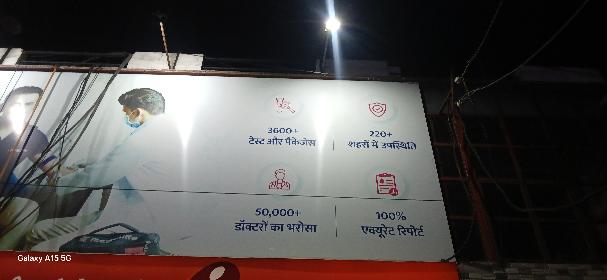 3600+
टेस्ट और पैकेजेस
220+
शहरों में उपस्थिति
50,000+
डॉक्टरों का भरोसा
100%
एक्यूरेट रिपोर्ट
Galaxy A15 5G